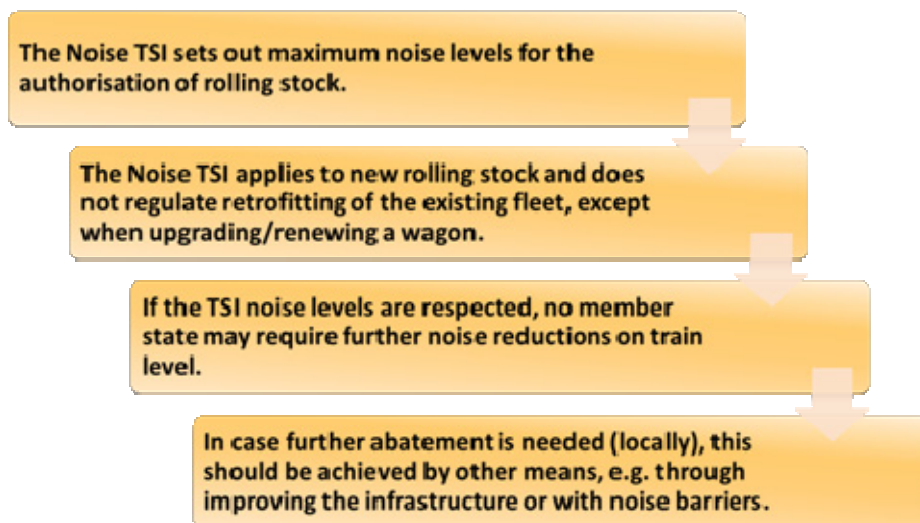 The Noise TSI sets out maximum noise levels for the
authorisation of rolling stock.
The Noise TSI applies to new rolling stock and does
not regulate retrofitting of the existing fleet, except
when upgrading/renewing a wagon.
If the TSI noise levels are respected, no member
state may require further noise reductions on train
level.
In case further abatement is needed (locally), this
should be achieved by other means, e.g. through
improving the infrastructure or with noise barriers.